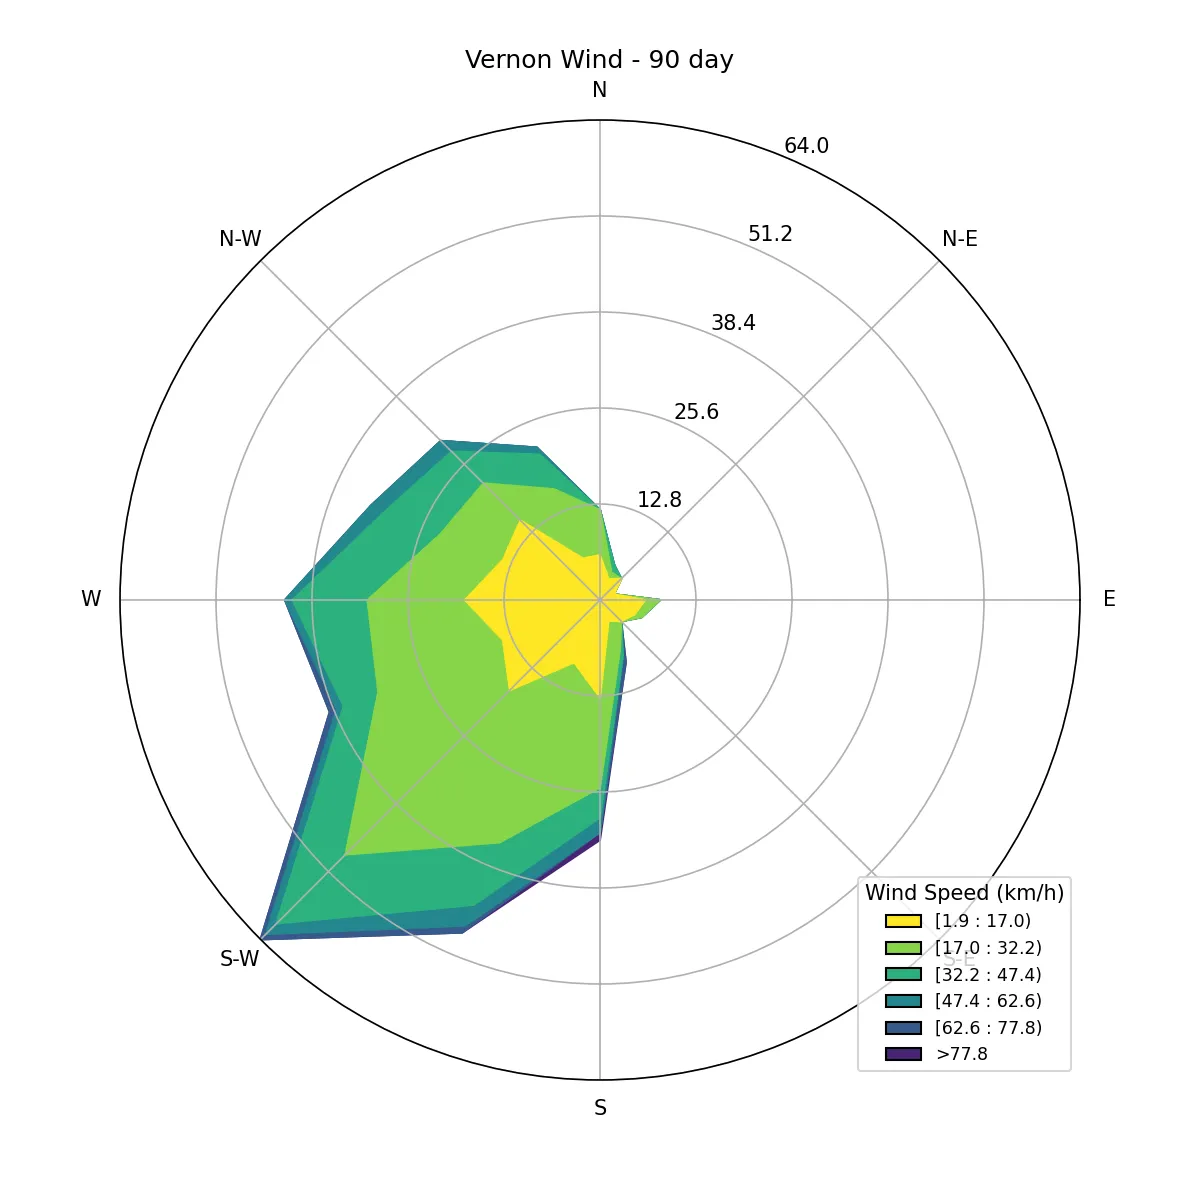 Vernon Wind - 90 day
N
64.0
N-W
N-E
51.2
38.4
25.6
12.8
W
E
S-W
S-E
Wind Speed (km/h)
[1.9 : 17.0)
[17.0 : 32.2)
[32.2 : 47.4)
[47.4 : 62.6)
[62.6 : 77.8)
>77.8
S